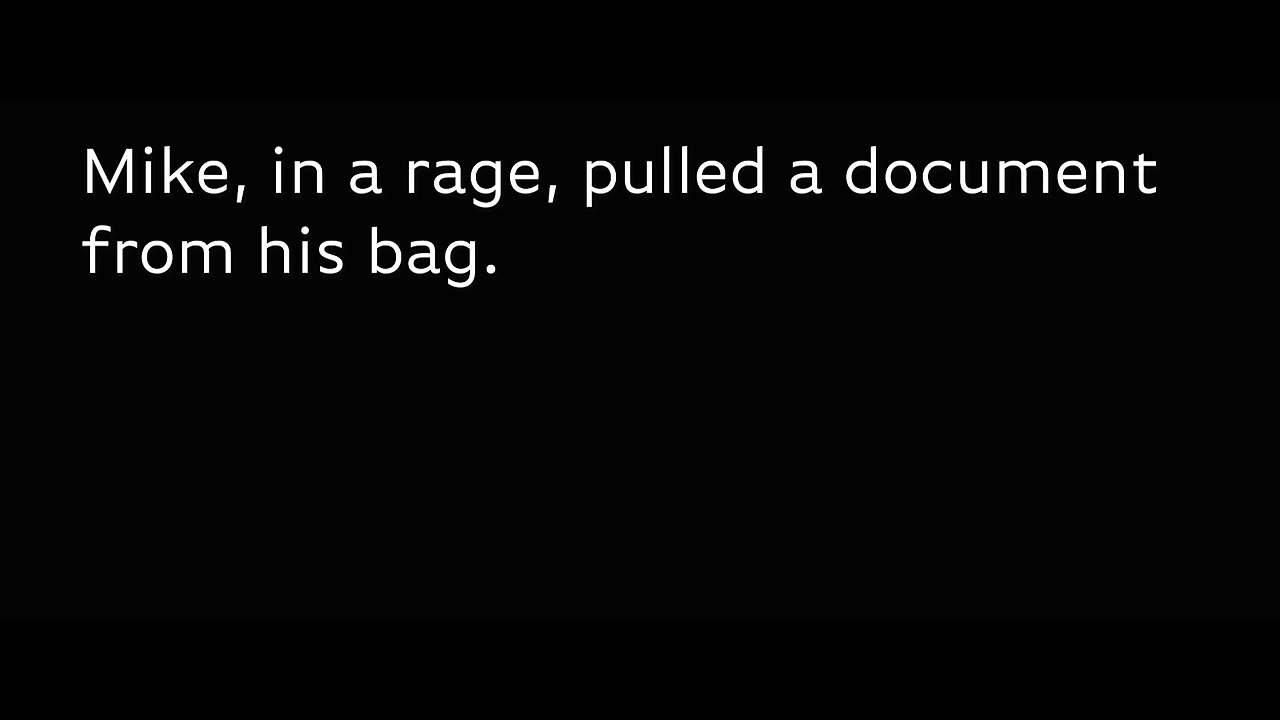 Mike, in a rage, pulled a document
from his bag.